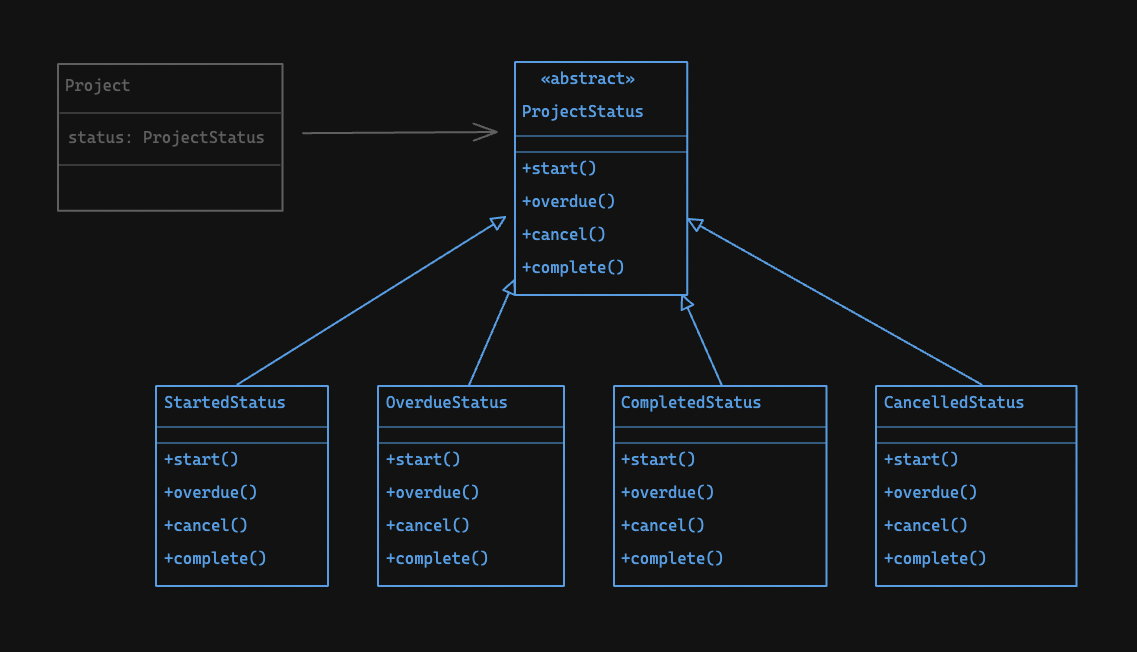 Project
status: ProjectStatus
«abstract»
ProjectStatus
+start()
+overdue()
+cancel()
+complete()
StartedStatus
+start()
+overdue()
+cancel()
+complete()
OverdueStatus
+start()
+overdue()
+cancel()
+complete()
CompletedStatus
+start()
+overdue()
+cancel()
+complete()
CancelledStatus
+start()
+overdue()
+cancel()
+complete()